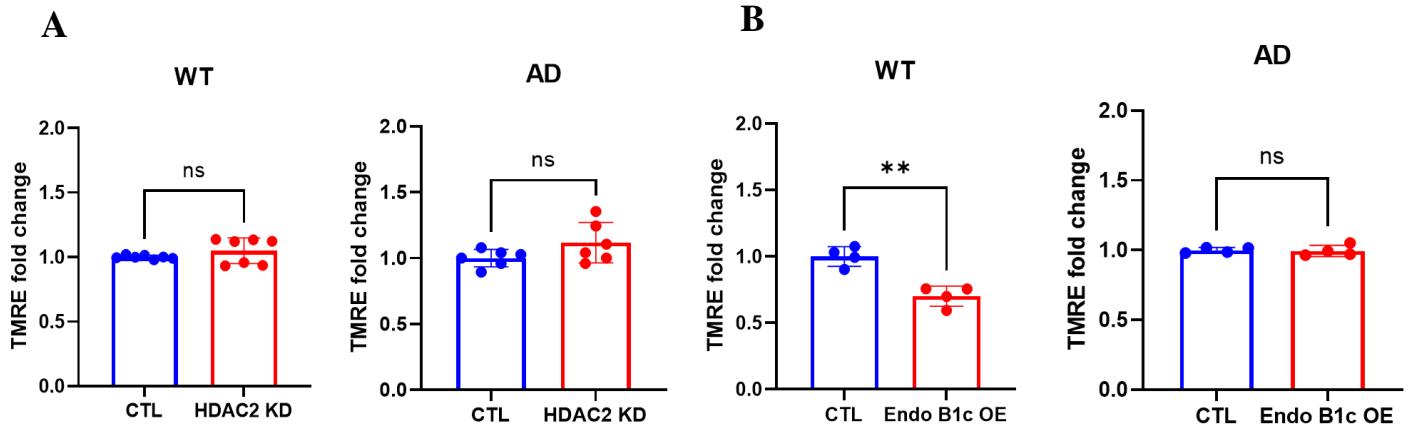 A
WT
TMRE fold change
2.0
1.5
1.0
0.5
0.0
ns
CTL
HDAC2 KD
AD
TMRE fold change
2.0
1.5
1.0
0.5
0.0
ns
CTL
HDAC2 KD
B
WT
TMRE fold change
2.0
1.5
1.0
0.5
0.0
**
CTL
Endo B1c OE
AD
TMRE fold change
2.0
1.5
1.0
0.5
0.0
ns
CTL
Endo B1c OE